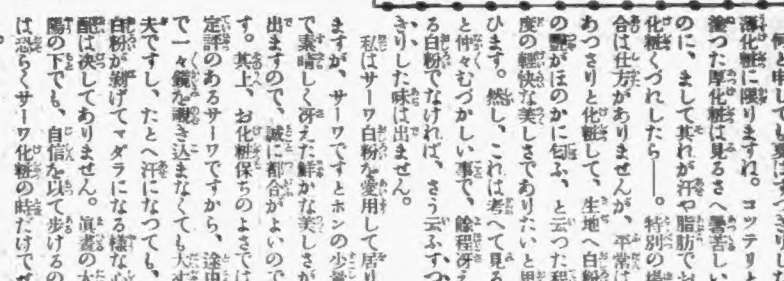 何と申しても夏はすつきりした
薄化粧に限りますね。コッテリと
塗つた厚化粧は見るさへ暑苦しい
のに、まして其れが汗や脂肪でお
化粧くづれしたら――。特別の場
合は仕方がありませんが、平常は
あつさりと化粧して、生地へ白粉
の艶がほのかに匂ふ、と云つた程
度の輕快な美しさでありたいと思
ひます。然し、これは考へて見る
と仲々むづかしい事で、餘程冴え
る白粉でなければ、さう云ふすつ
きりした味は出ません。
私はサーワ白粉を愛用して居り
ますが、サーワですとホンの少量
で素晴しく冴えた鮮かな美しさが
出ますので、誠に都合がよいので
す。其上、お化粧保ちのよさでは
定評のあるサーワですから、途中
で一々鏡を覗き込まなくても大丈
夫ですし、たとへ汗になつても、
白粉が剝げてマダラになる樣な心
配は決してありません。眞晝の太
陽の下でも、自信を以て歩けるの
は恐らくサーワ化粧の時だけでせ